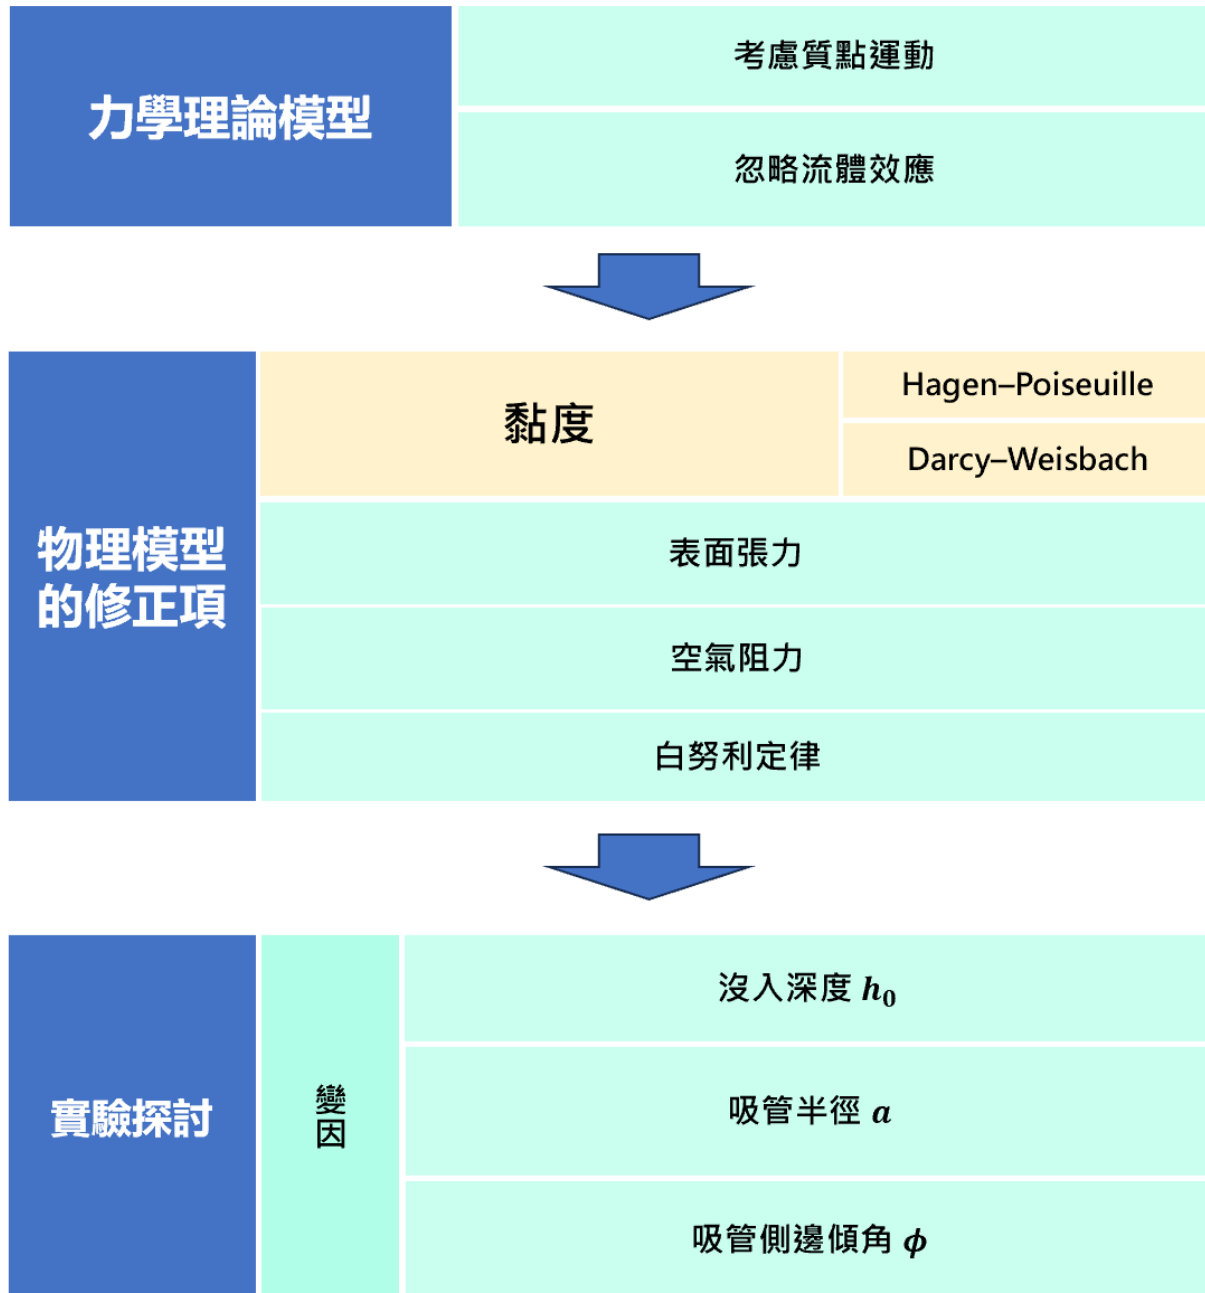 力學理論模型
考慮質點運動
忽略流體效應
物理模型
的修正項
黏度
Hagen–Poiseuille
Darcy–Weisbach
表面張力
空氣阻力
白努利定律
實驗探討
變因
沒入深度 h₀
吸管半徑 a
吸管側邊傾角 ϕ